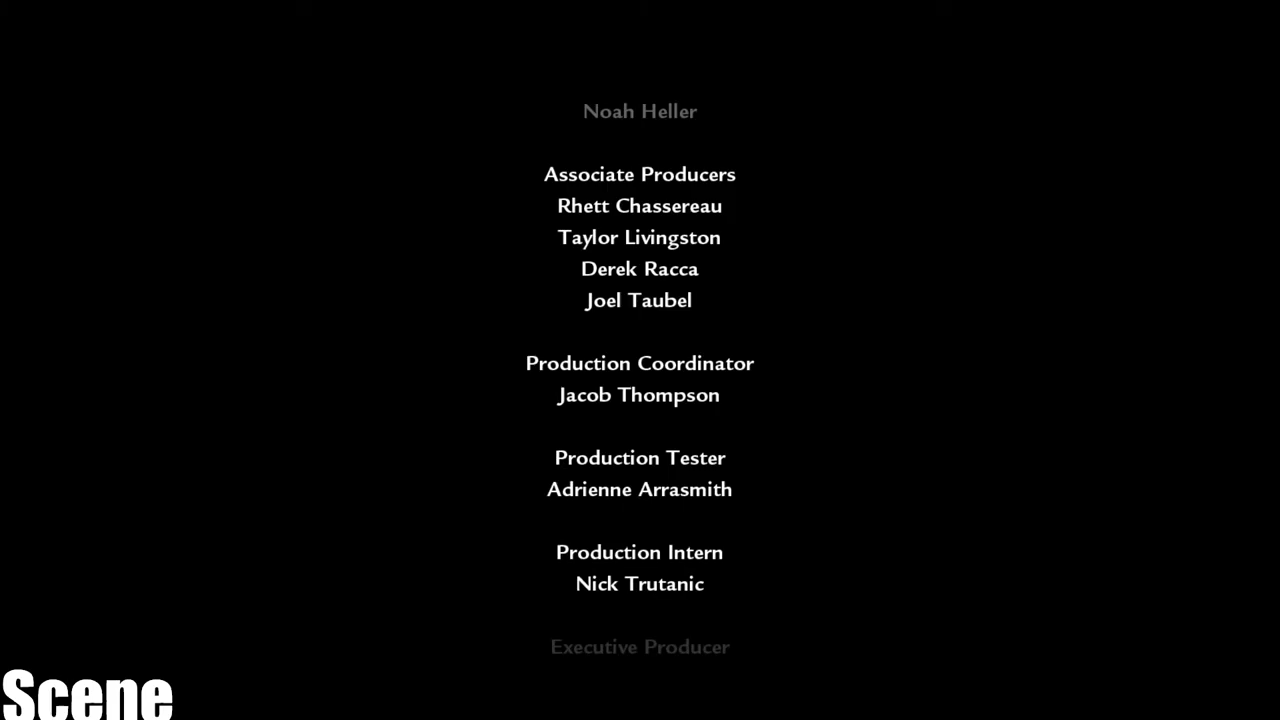 Noah Heller
Associate Producers
Rhett Chassereau
Taylor Livingston
Derek Racca
Joel Taubel
Production Coordinator
Jacob Thompson
Production Tester
Adrienne Arrasmith
Production Intern
Nick Trutanic
Executive Producer
Scene